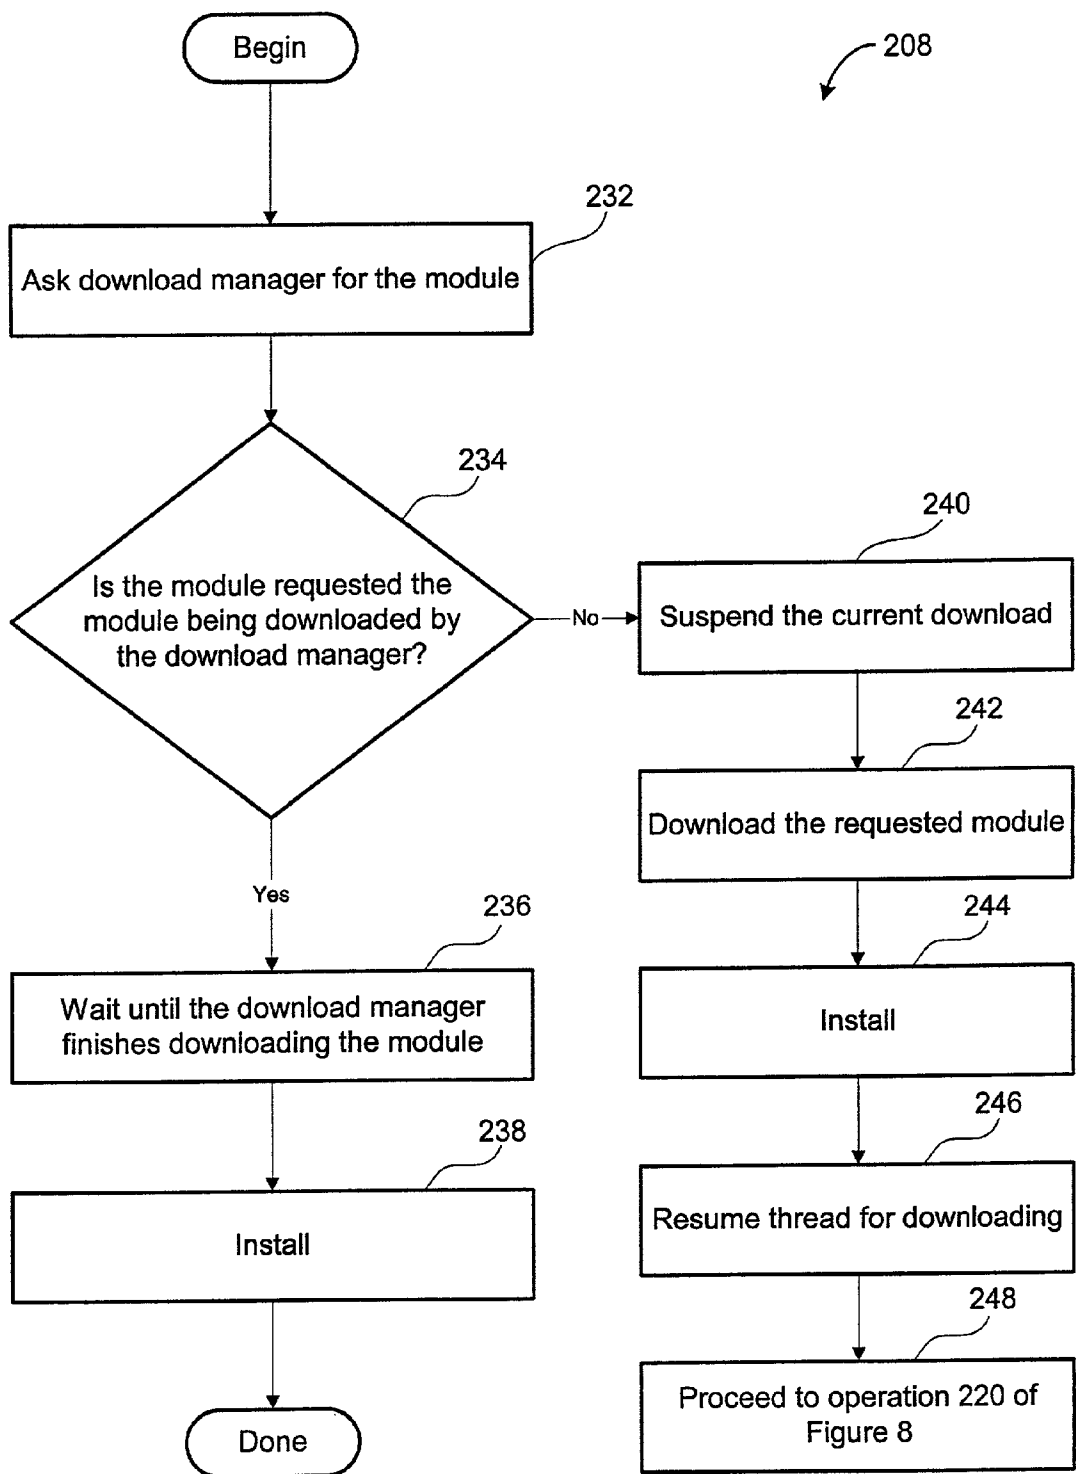 Begin
208
232
Ask download manager for the module
234
Is the module requested the
module being downloaded by
the download manager?
No
Yes
236
Wait until the download manager
finishes downloading the module
238
Install
Done
240
Suspend the current download
242
Download the requested module
244
Install
246
Resume thread for downloading
248
Proceed to operation 220 of
Figure 8